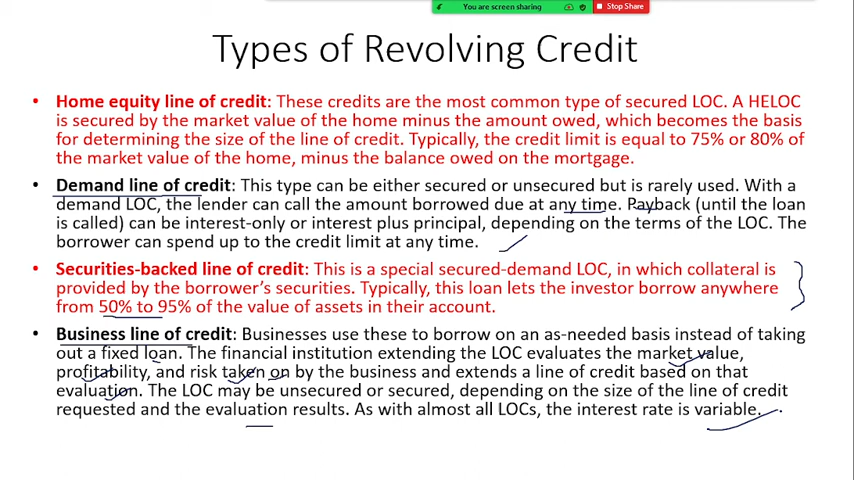 You are screen sharing
Stop Share
Types of Revolving Credit
• Home equity line of credit: These credits are the most common type of secured LOC. A HELOC
is secured by the market value of the home minus the amount owed, which becomes the basis
for determining the size of the line of credit. Typically, the credit limit is equal to 75% or 80% of
the market value of the home, minus the balance owed on the mortgage.
• Demand line of credit: This type can be either secured or unsecured but is rarely used. With a
demand LOC, the lender can call the amount borrowed due at any time. Payback (until the loan
is called) can be interest-only or interest plus principal, depending on the terms of the LOC. The
borrower can spend up to the credit limit at any time.
• Securities-backed line of credit: This is a special secured-demand LOC, in which collateral is
provided by the borrower’s securities. Typically, this loan lets the investor borrow anywhere
from 50% to 95% of the value of assets in their account.
• Business line of credit: Businesses use these to borrow on an as-needed basis instead of taking
out a fixed loan. The financial institution extending the LOC evaluates the market value,
profitability, and risk taken on by the business and extends a line of credit based on that
evaluation. The LOC may be unsecured or secured, depending on the size of the line of credit
requested and the evaluation results. As with almost all LOCs, the interest rate is variable.